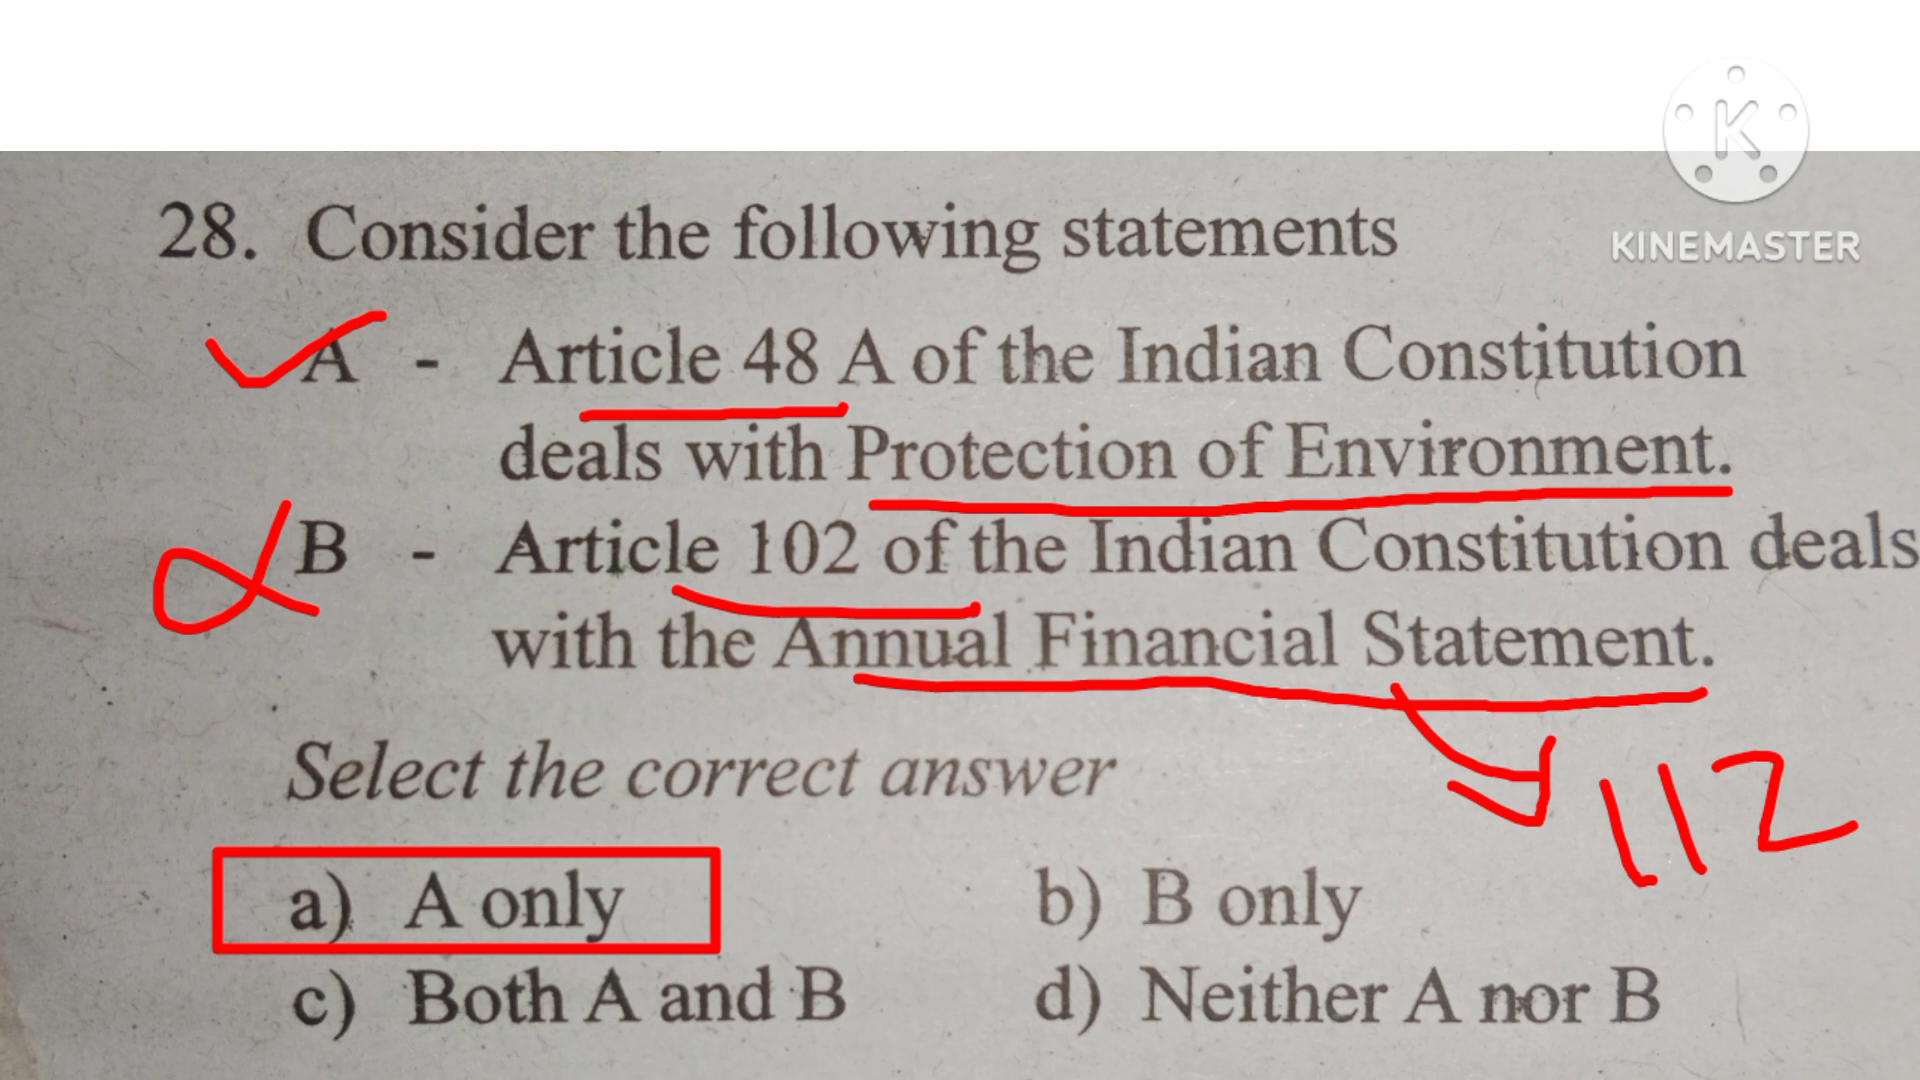 K
KINEMASTER
28. Consider the following statements
A - Article 48 A of the Indian Constitution
deals with Protection of Environment.
B - Article 102 of the Indian Constitution deals
with the Annual Financial Statement.
112
Select the correct answer
a) A only b) B only
c) Both A and B d) Neither A nor B